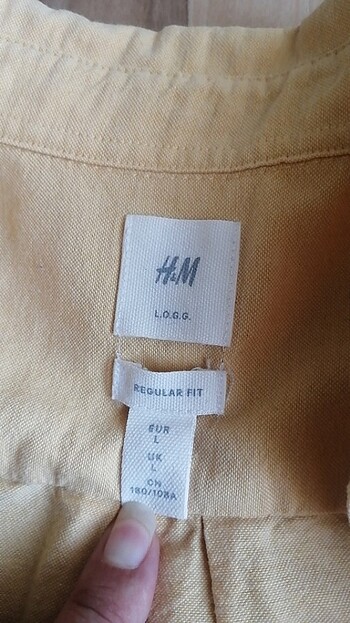 H&M
L.O.G.G.
REGULAR FIT
EUR
L
UK
L
CN
180/108A